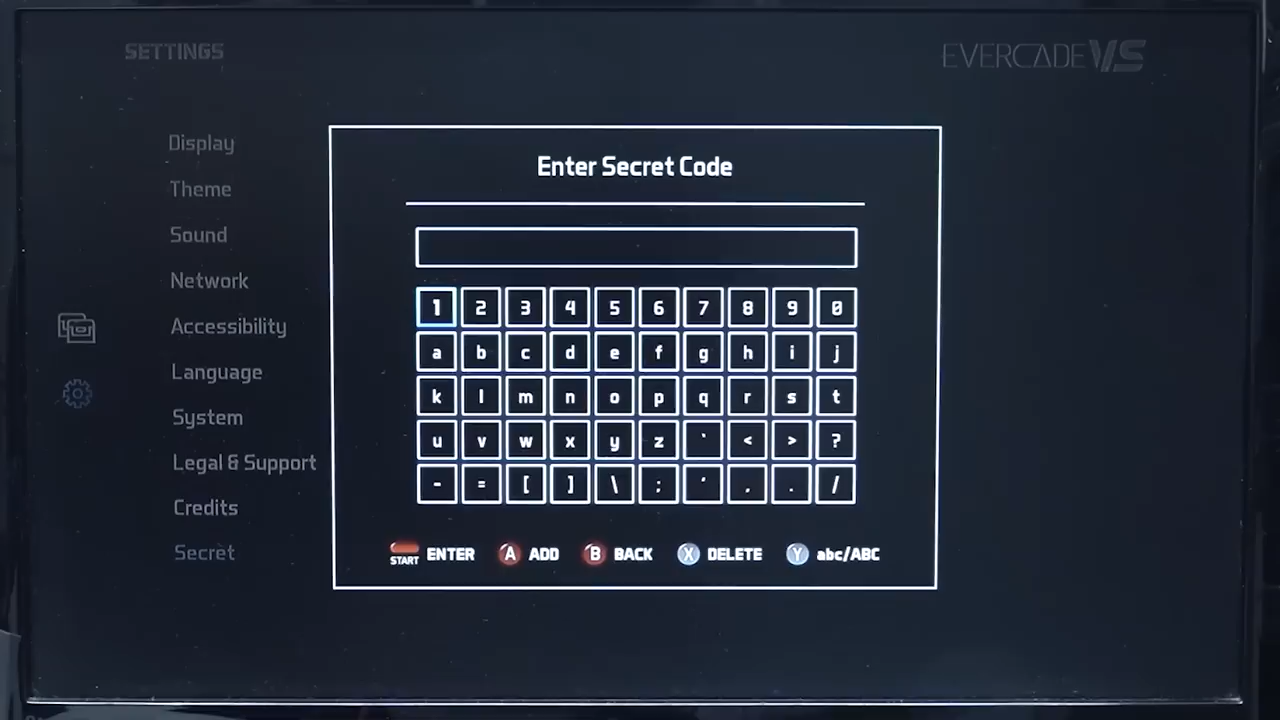 SETTINGS
EVERCADE VS
Display
Theme
Sound
Network
Accessibility
Language
System
Legal & Support
Credits
Secret
Enter Secret Code
1 2 3 4 5 6 7 8 9 0
a b c d e f g h i j
k l m n o p q r s t
u v w x y z ` < > ?
- = [ ] \ ; ' , . /
START ENTER A ADD B BACK X DELETE Y abc/ABC